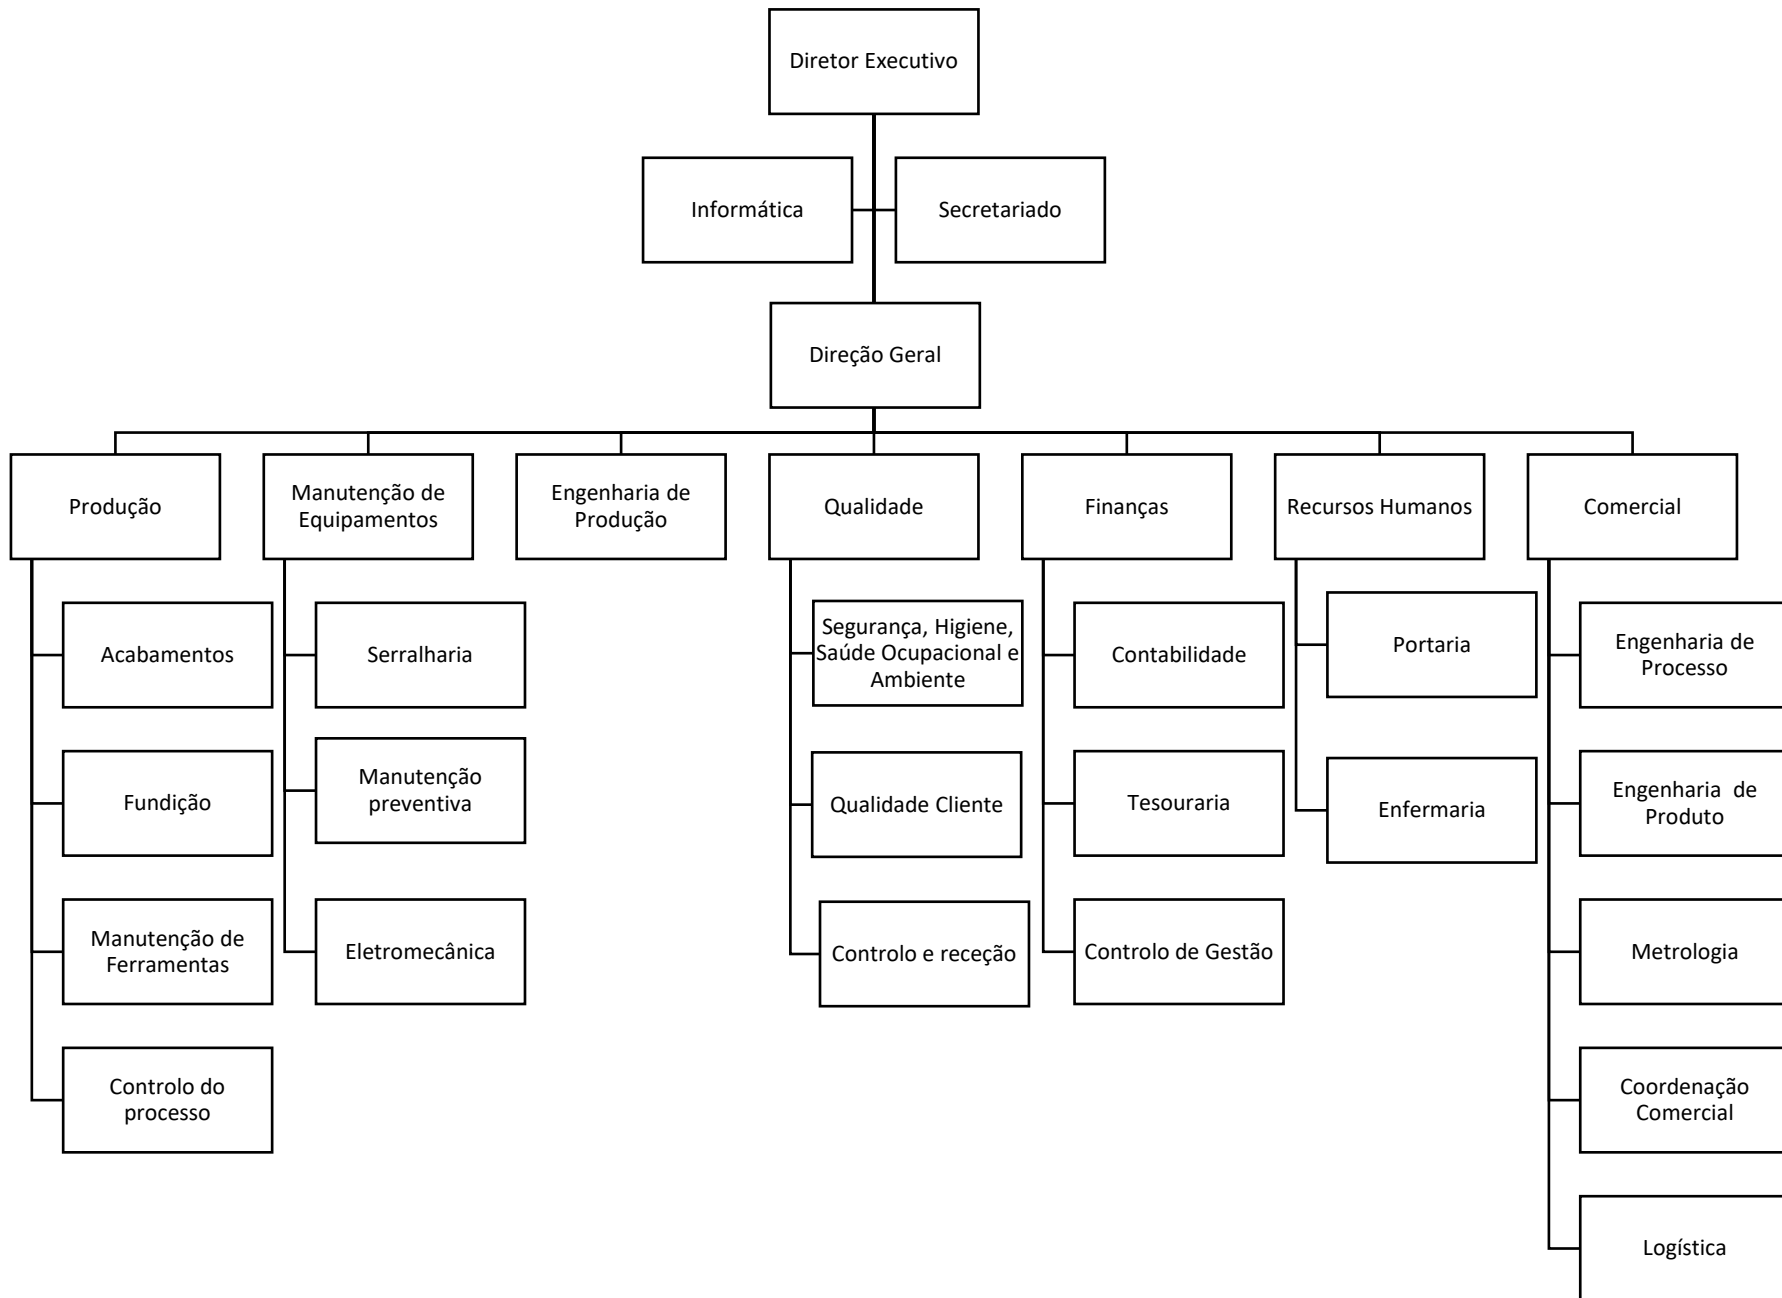 Diretor Executivo
Informática
Secretariado
Direção Geral
Produção
Manutenção de
Equipamentos
Engenharia de
Produção
Qualidade
Finanças
Recursos Humanos
Comercial
Acabamentos
Serralharia
Segurança, Higiene,
Saúde Ocupacional e
Ambiente
Contabilidade
Portaria
Engenharia de
Processo
Fundição
Manutenção
preventiva
Qualidade Cliente
Tesouraria
Enfermaria
Engenharia  de
Produto
Manutenção de
Ferramentas
Eletromecânica
Controlo e receção
Controlo de Gestão
Metrologia
Controlo do
processo
Coordenação
Comercial
Logística